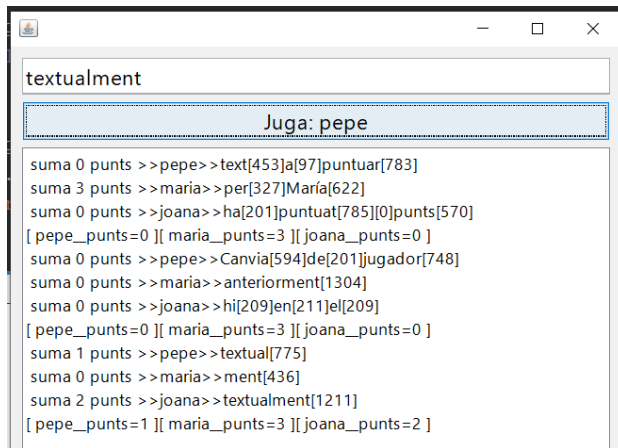 textualment
Juga: pepe
suma 0 punts >>pepe>>text[453]a[97]puntuar[783]
suma 3 punts >>maria>>per[327]María[622]
suma 0 punts >>joana>>ha[201]puntuat[785][0]punts[570]
[ pepe__punts=0 ][ maria__punts=3 ][ joana__punts=0 ]
suma 0 punts >>pepe>>Canvia[594]de[201]jugador[748]
suma 0 punts >>maria>>anteriorment[1304]
suma 0 punts >>joana>>hi[209]en[211]el[209]
[ pepe__punts=0 ][ maria__punts=3 ][ joana__punts=0 ]
suma 1 punts >>pepe>>textual[775]
suma 0 punts >>maria>>ment[436]
suma 2 punts >>joana>>textualment[1211]
[ pepe__punts=1 ][ maria__punts=3 ][ joana__punts=2 ]